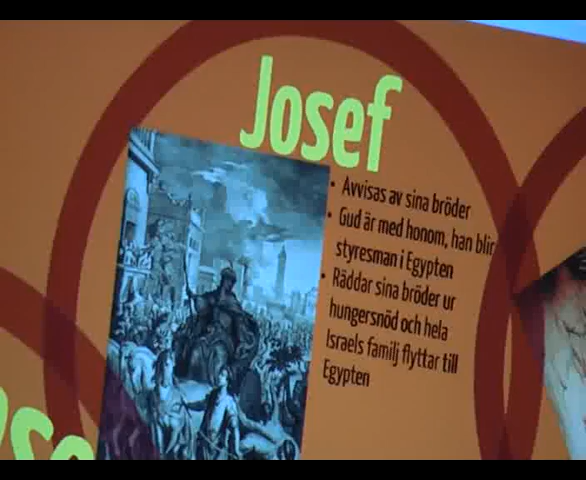 Josef
• Avvisas av sina bröder
• Gud är med honom, han blir
styresman i Egypten
• Räddar sina bröder ur
hungersnöd och hela
Israels familj flyttar till
Egypten